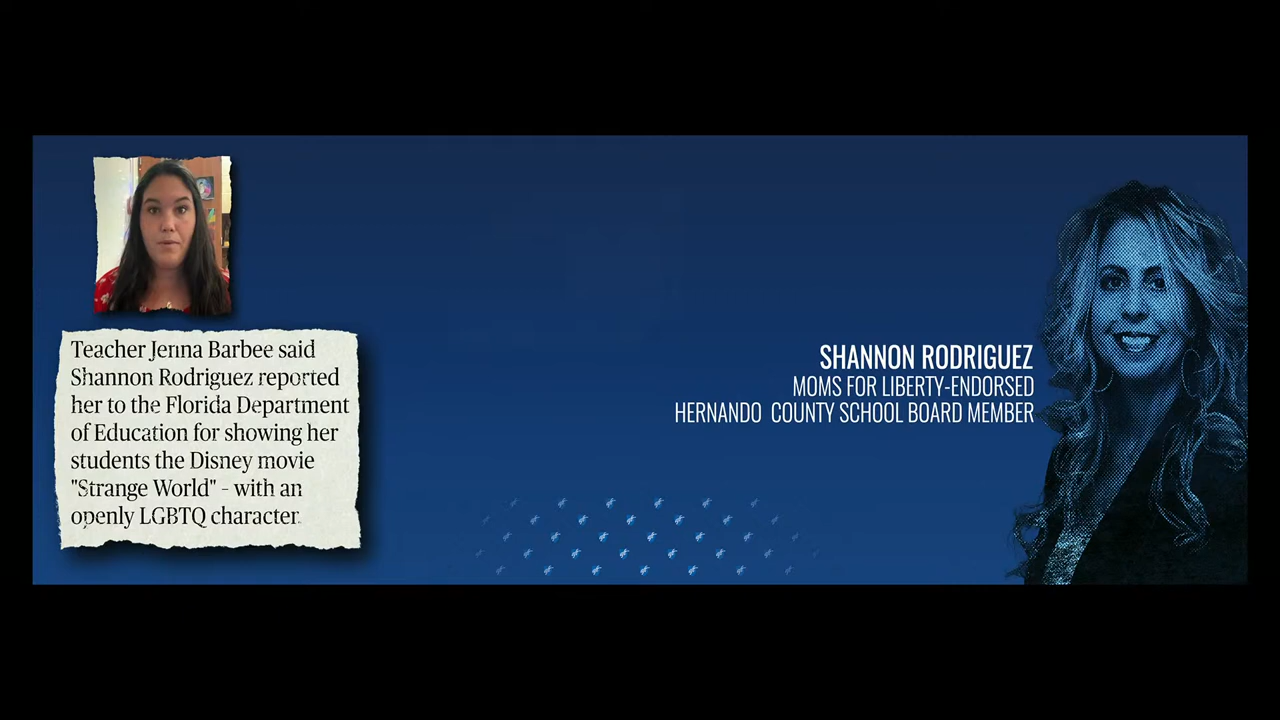 Teacher Jenna Barbee said
Shannon Rodriguez reported
her to the Florida Department
of Education for showing her
students the Disney movie
"Strange World" - with an
openly LGBTQ character.
SHANNON RODRIGUEZ
MOMS FOR LIBERTY-ENDORSED
HERNANDO COUNTY SCHOOL BOARD MEMBER